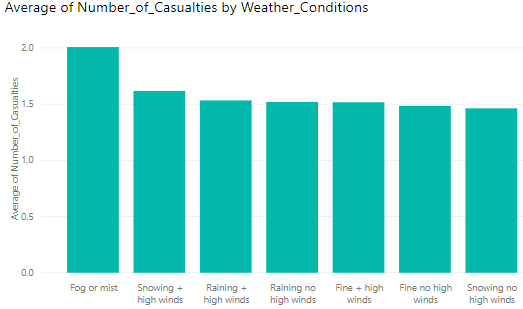 Average of Number_of_Casualties by Weather_Conditions
Average of Number_of_Casualties
2.0
1.5
1.0
0.5
0.0
Fog or mist
Snowing +
high winds
Raining +
high winds
Raining no
high winds
Fine + high
winds
Fine no high
winds
Snowing no
high winds